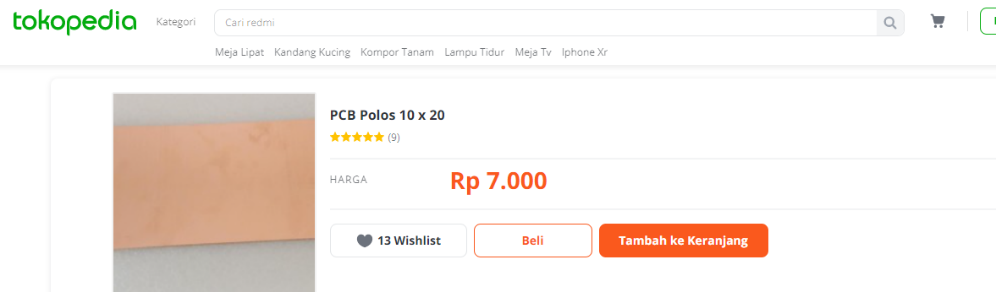 tokopedia Kategori Cari redmi
Meja Lipat Kandang Kucing Kompor Tanam Lampu Tidur Meja Tv Iphone Xr
PCB Polos 10 x 20
(9)
HARGA Rp 7.000
13 Wishlist Beli Tambah ke Keranjang